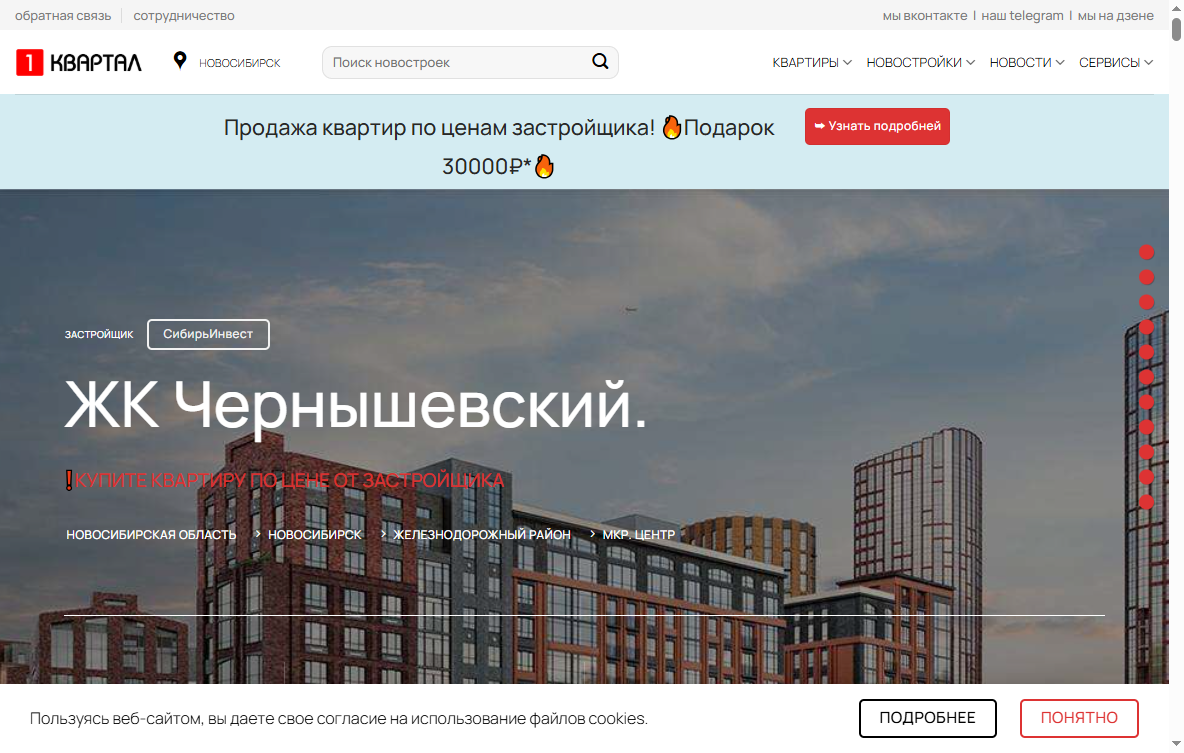 обратная связь
сотрудничество
мы вконтакте | наш telegram | мы на дзене
1 КВАРТАЛ
НОВОСИБИРСК
Поиск новостроек
КВАРТИРЫ
НОВОСТРОЙКИ
НОВОСТИ
СЕРВИСЫ
Продажа квартир по ценам застройщика! 🔥Подарок
30000₽*🔥
➥ Узнать подробней
ЗАСТРОЙЩИК
СибирьИнвест
ЖК Чернышевский.
❗КУПИТЕ КВАРТИРУ ПО ЦЕНЕ ОТ ЗАСТРОЙЩИКА
НОВОСИБИРСКАЯ ОБЛАСТЬ > НОВОСИБИРСК > ЖЕЛЕЗНОДОРОЖНЫЙ РАЙОН > МКР. ЦЕНТР
Пользуясь веб-сайтом, вы даете свое согласие на использование файлов cookies.
ПОДРОБНЕЕ
ПОНЯТНО